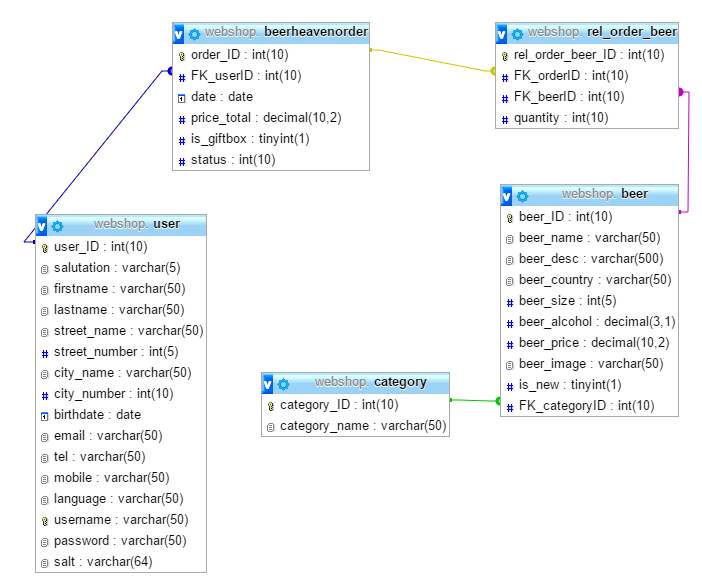 webshop. beerheavenorder
order_ID : int(10)
FK_userID : int(10)
date : date
price_total : decimal(10,2)
is_giftbox : tinyint(1)
status : int(10)
webshop. rel_order_beer
rel_order_beer_ID : int(10)
FK_orderID : int(10)
FK_beerID : int(10)
quantity : int(10)
webshop. user
user_ID : int(10)
salutation : varchar(5)
firstname : varchar(50)
lastname : varchar(50)
street_name : varchar(50)
street_number : int(5)
city_name : varchar(50)
city_number : int(10)
birthdate : date
email : varchar(50)
tel : varchar(50)
mobile : varchar(50)
language : varchar(50)
username : varchar(50)
password : varchar(50)
salt : varchar(64)
webshop. beer
beer_ID : int(10)
beer_name : varchar(50)
beer_desc : varchar(500)
beer_country : varchar(50)
beer_size : int(5)
beer_alcohol : decimal(3,1)
beer_price : decimal(10,2)
beer_image : varchar(50)
is_new : tinyint(1)
FK_categoryID : int(10)
webshop. category
category_ID : int(10)
category_name : varchar(50)